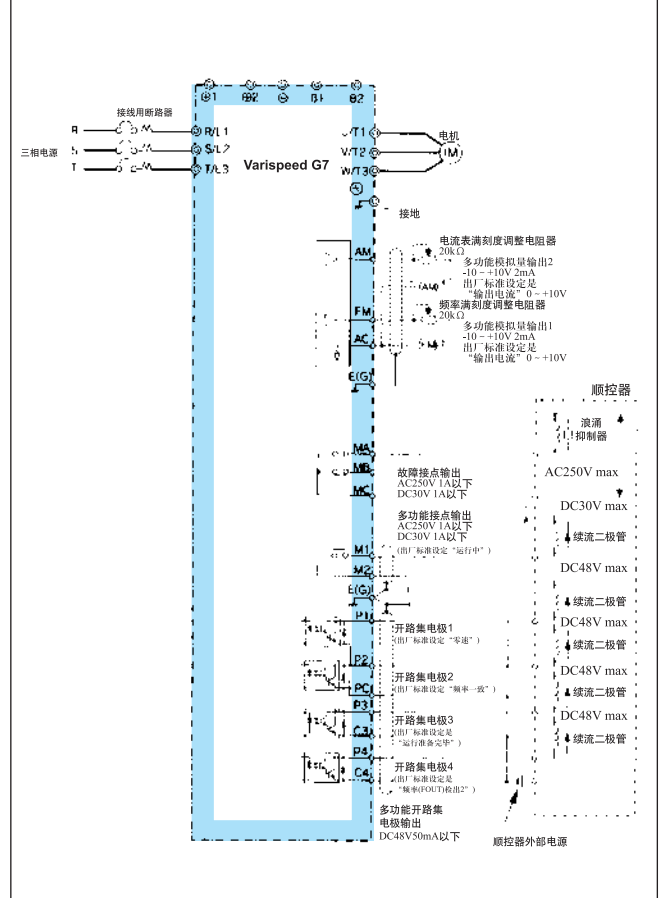 ⊕1 ⊕2 ⊖ B1 B2
接线用断路器
R R/L1
三相电源 S S/L2
T T/L3
Varispeed G7
U/T1 电机
V/T2 M
W/T3
接地
AM
电流表满刻度调整电阻器
20kΩ
多功能模拟量输出2
-10～+10V 2mA
出厂标准设定是
“输出电流”0～+10V
(AM)
FM
频率满刻度调整电阻器
20kΩ
多功能模拟量输出1
-10～+10V 2mA
出厂标准设定是
“输出电流”0～+10V
AC
E(G)
顺控器
浪涌
抑制器
AC250V max
DC30V max
续流二极管
DC48V max
续流二极管
DC48V max
续流二极管
DC48V max
续流二极管
DC48V max
续流二极管
MA
MB
MC
故障接点输出
AC250V 1A以下
DC30V 1A以下
多功能接点输出
AC250V 1A以下
DC30V 1A以下
(出厂标准设定“运行中”)
M1
M2
E(G)
P1
开路集电极1
(出厂标准设定“零速”)
P2
开路集电极2
(出厂标准设定“频率一致”)
PC
P3
开路集电极3
(出厂标准设定是
“运行准备完毕”)
C3
P4
开路集电极4
(出厂标准设定是
“频率(FOUT)检出2”)
C4
多功能开路集
电极输出
DC48V50mA以下
顺控器外部电源